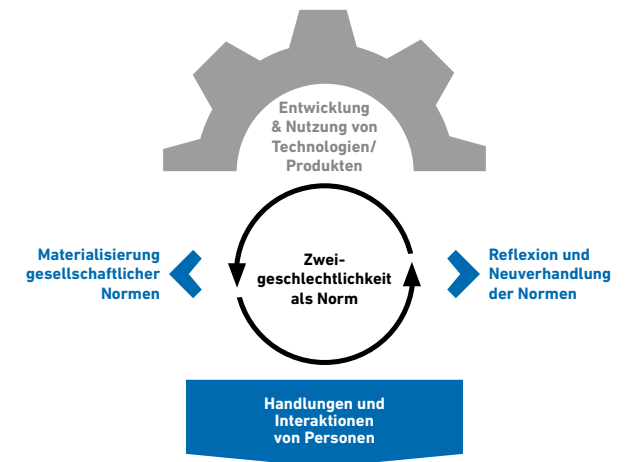 Entwicklung
& Nutzung von
Technologien/
Produkten
Materialisierung
gesellschaftlicher
Normen
Zwei-
geschlechtlichkeit
als Norm
Reflexion und
Neuverhandlung
der Normen
Handlungen und
Interaktionen
von Personen